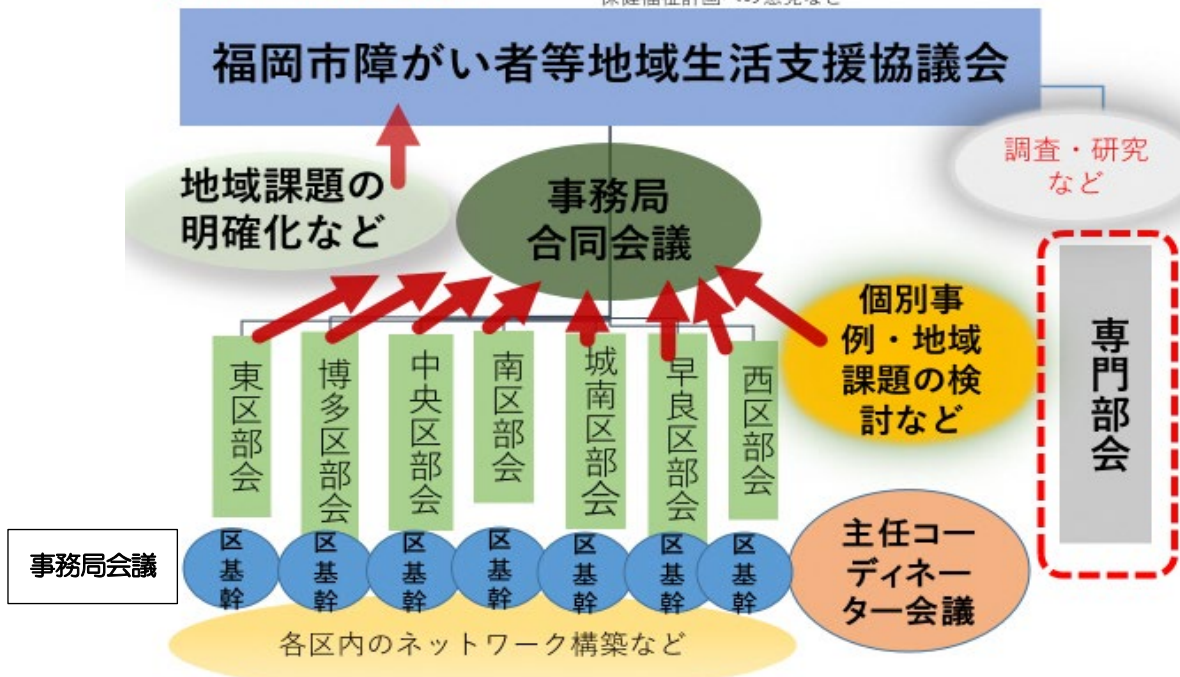 福岡市障がい者等地域生活支援協議会
調査・研究
など
地域課題の
明確化など
事務局
合同会議
個別事
例・地域
課題の検
討など
専門部会
東区部会
博多区部会
中央区部会
南区部会
城南区部会
早良区部会
西区部会
事務局会議
区基幹
区基幹
区基幹
区基幹
区基幹
区基幹
区基幹
主任コー
ディネー
ター会議
各区内のネットワーク構築など